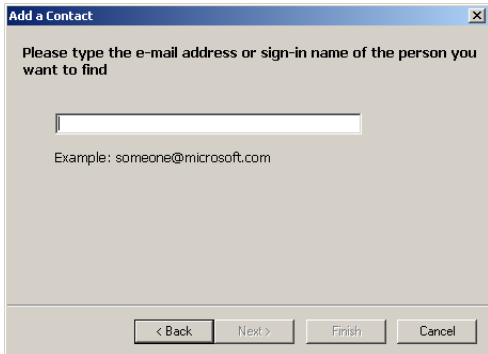 Add a Contact
Please type the e-mail address or sign-in name of the person you
want to find
Example: someone@microsoft.com
< Back Next > Finish Cancel